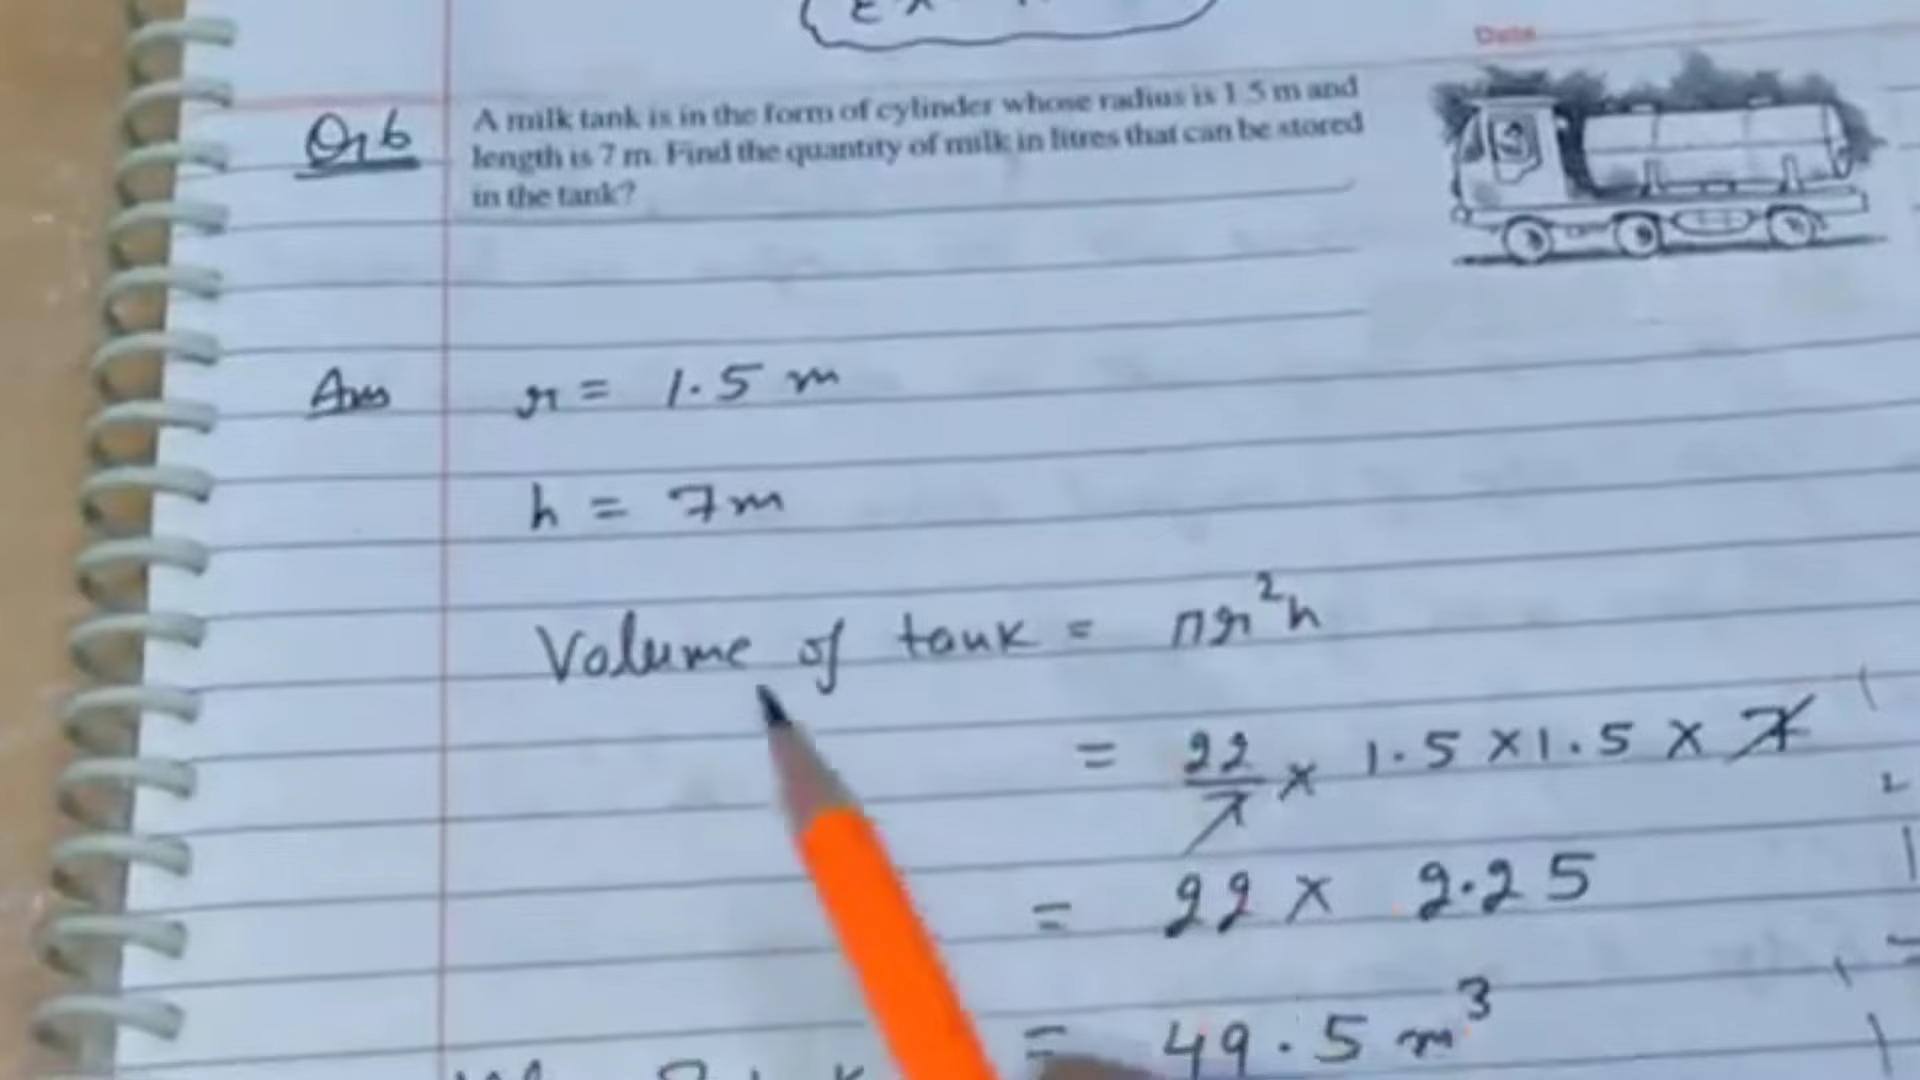 Date
Q.6
A milk tank is in the form of cylinder whose radius is 1.5 m and
length is 7 m. Find the quantity of milk in litres that can be stored
in the tank?
Ans r = 1.5 m
h = 7m
Volume of tank = πr²h
= 22/7 × 1.5 × 1.5 × 7
= 22 × 2.25
= 49.5 m³